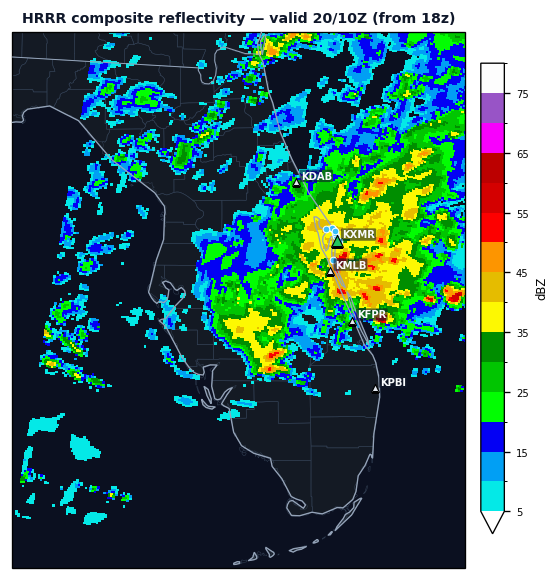 HRRR composite reflectivity — valid 20/10Z (from 18z)
75
65
55
45
35
25
15
5
dBZ
KDAB
KXMR
KMLB
KFPR
KPBI